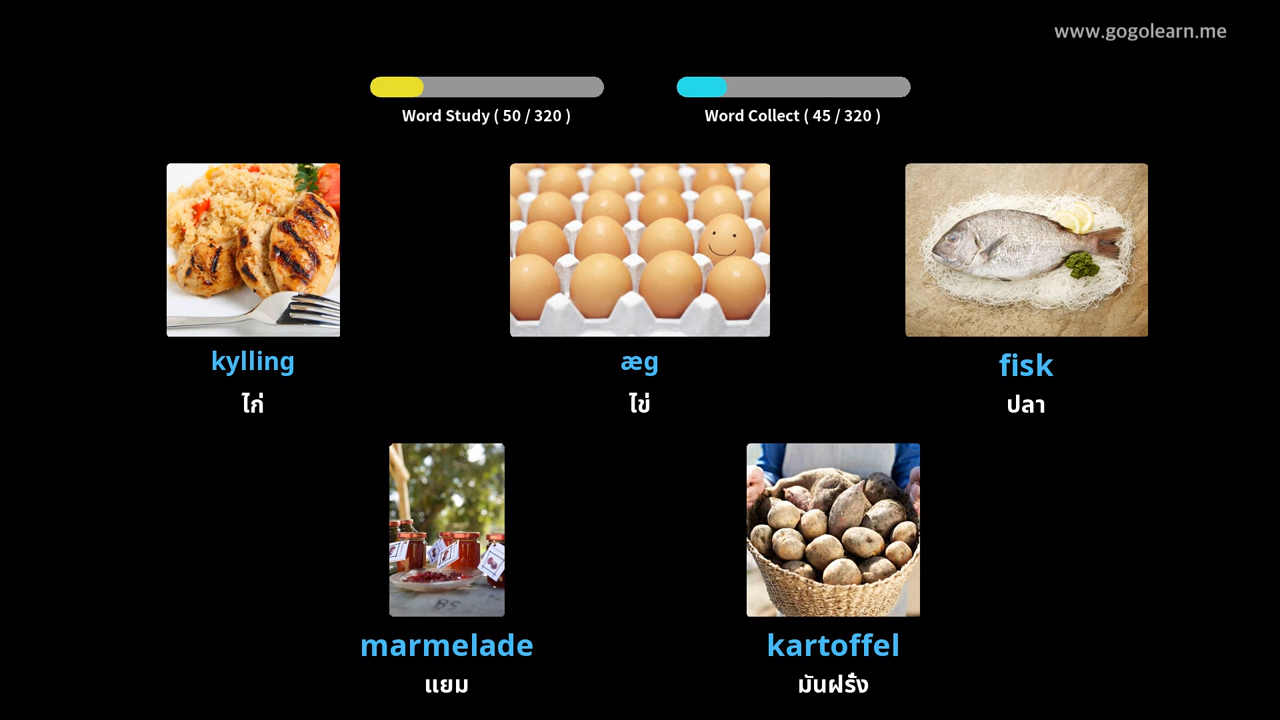 www.gogolearn.me
Word Study ( 50 / 320 )
Word Collect ( 45 / 320 )
kylling
æg
fisk
ไก่
ไข่
ปลา
marmelade
kartoffel
แยม
มันฝรั่ง